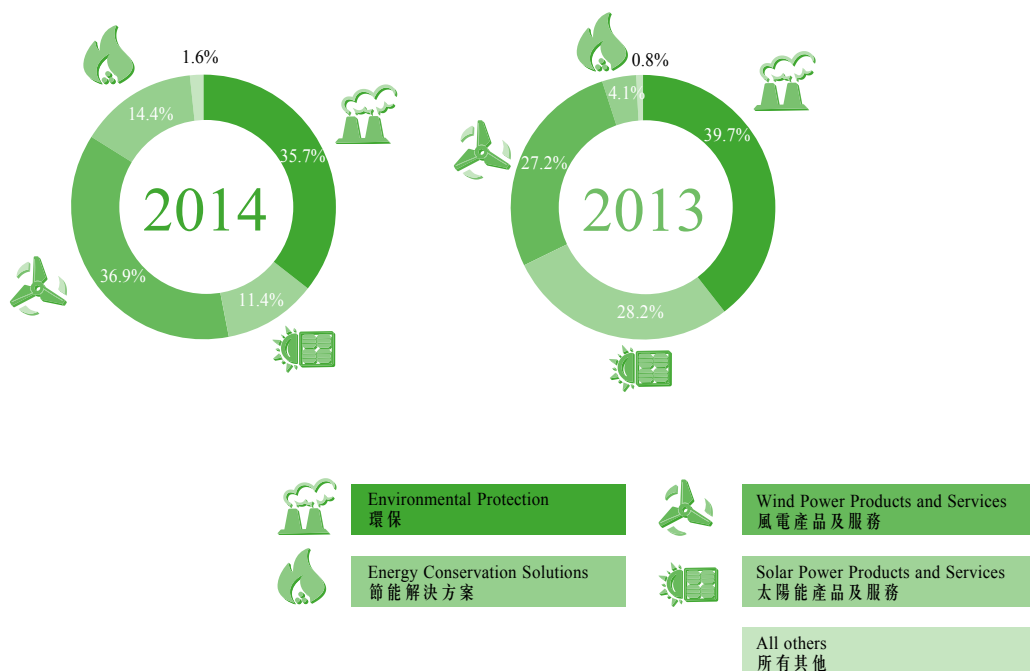 1.6%
14.4%
35.7%
2014
36.9%
11.4%
0.8%
4.1%
39.7%
27.2%
2013
28.2%
Environmental Protection
環保
Wind Power Products and Services
風電產品及服務
Energy Conservation Solutions
節能解決方案
Solar Power Products and Services
太陽能產品及服務
All others
所有其他